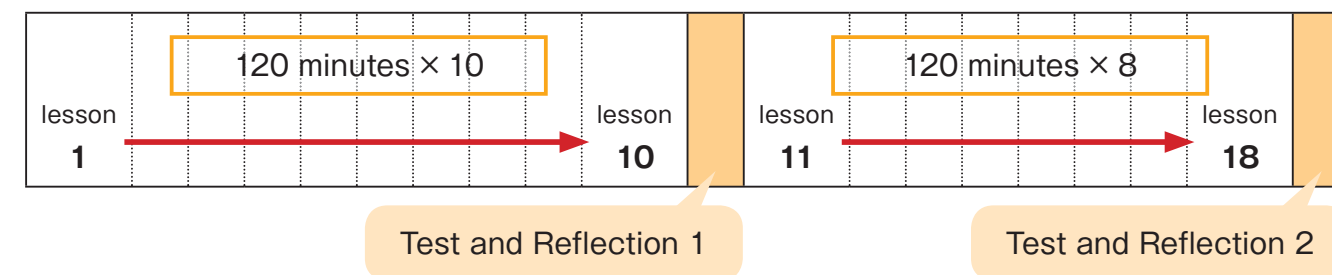 120 minutes × 10
120 minutes × 8
lesson
1
lesson
10
lesson
11
lesson
18
Test and Reflection 1
Test and Reflection 2